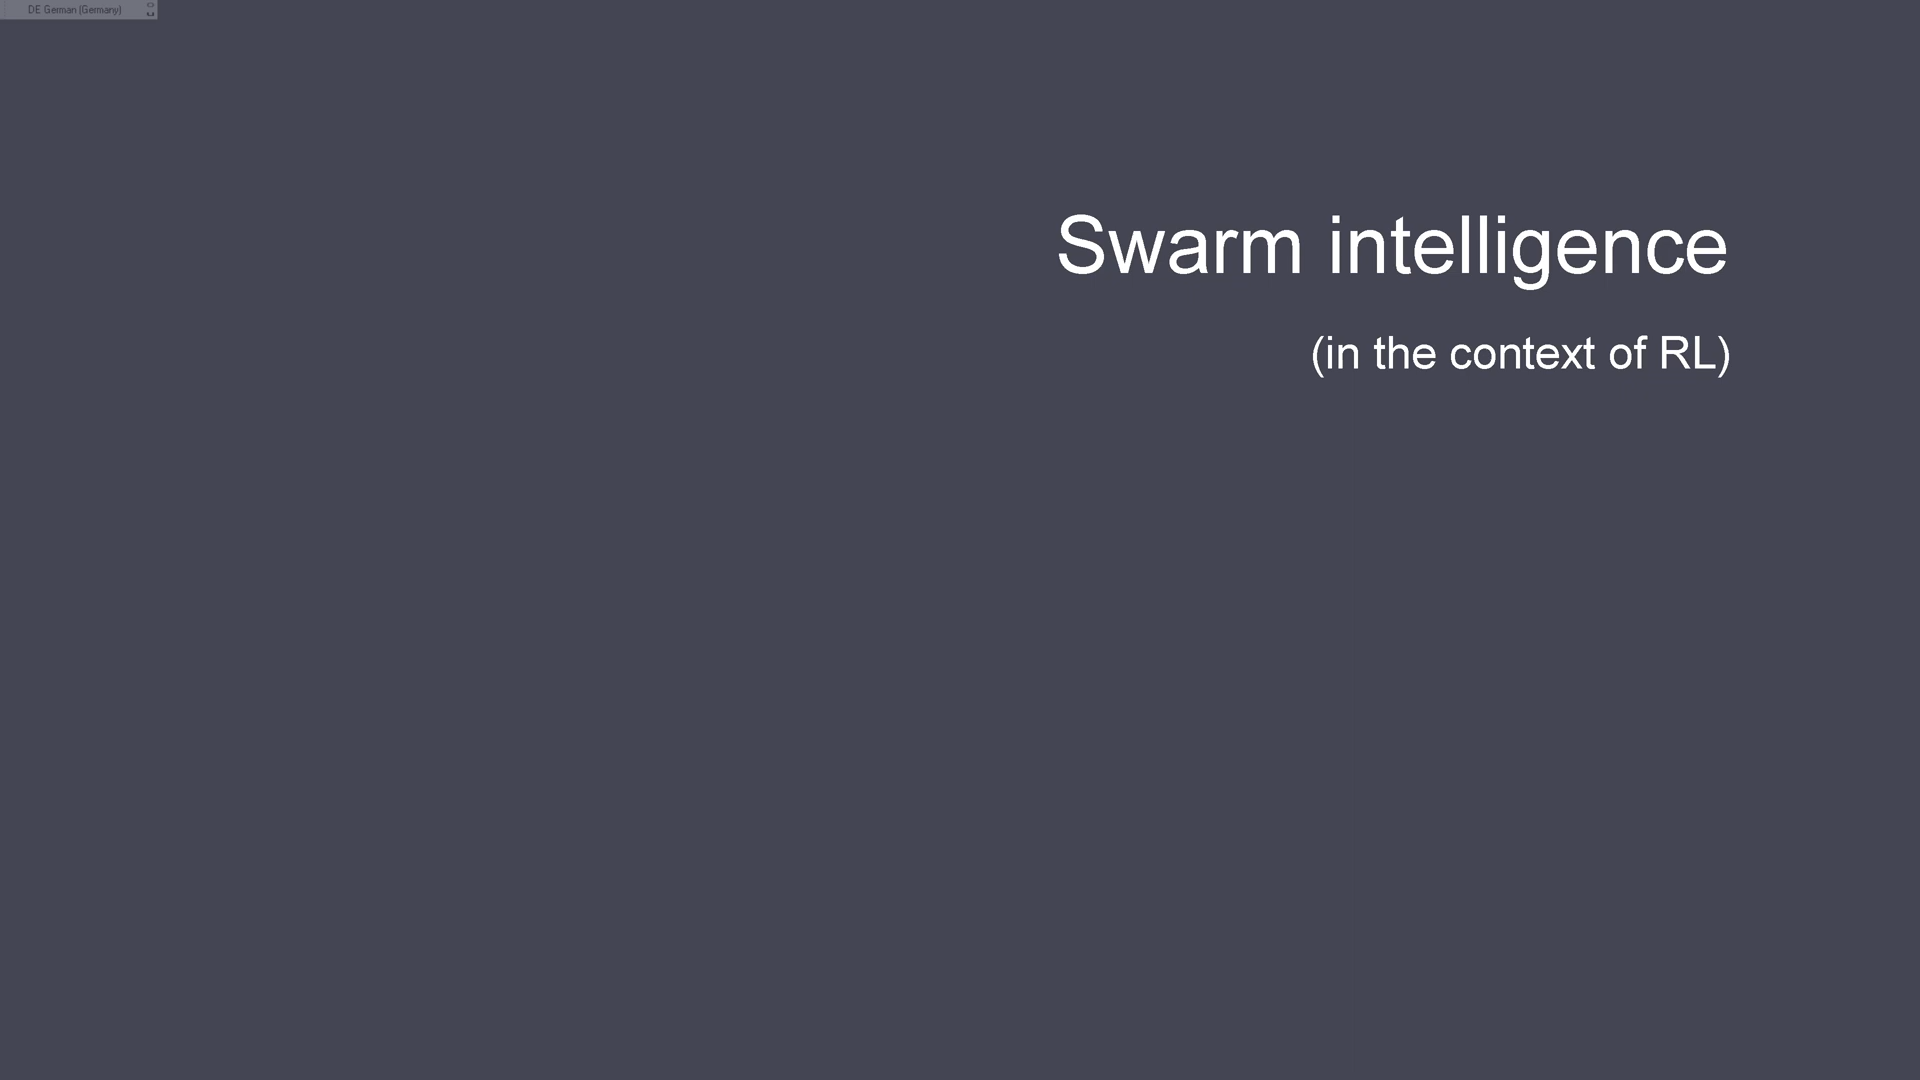 DE German (Germany)
Swarm intelligence
(in the context of RL)